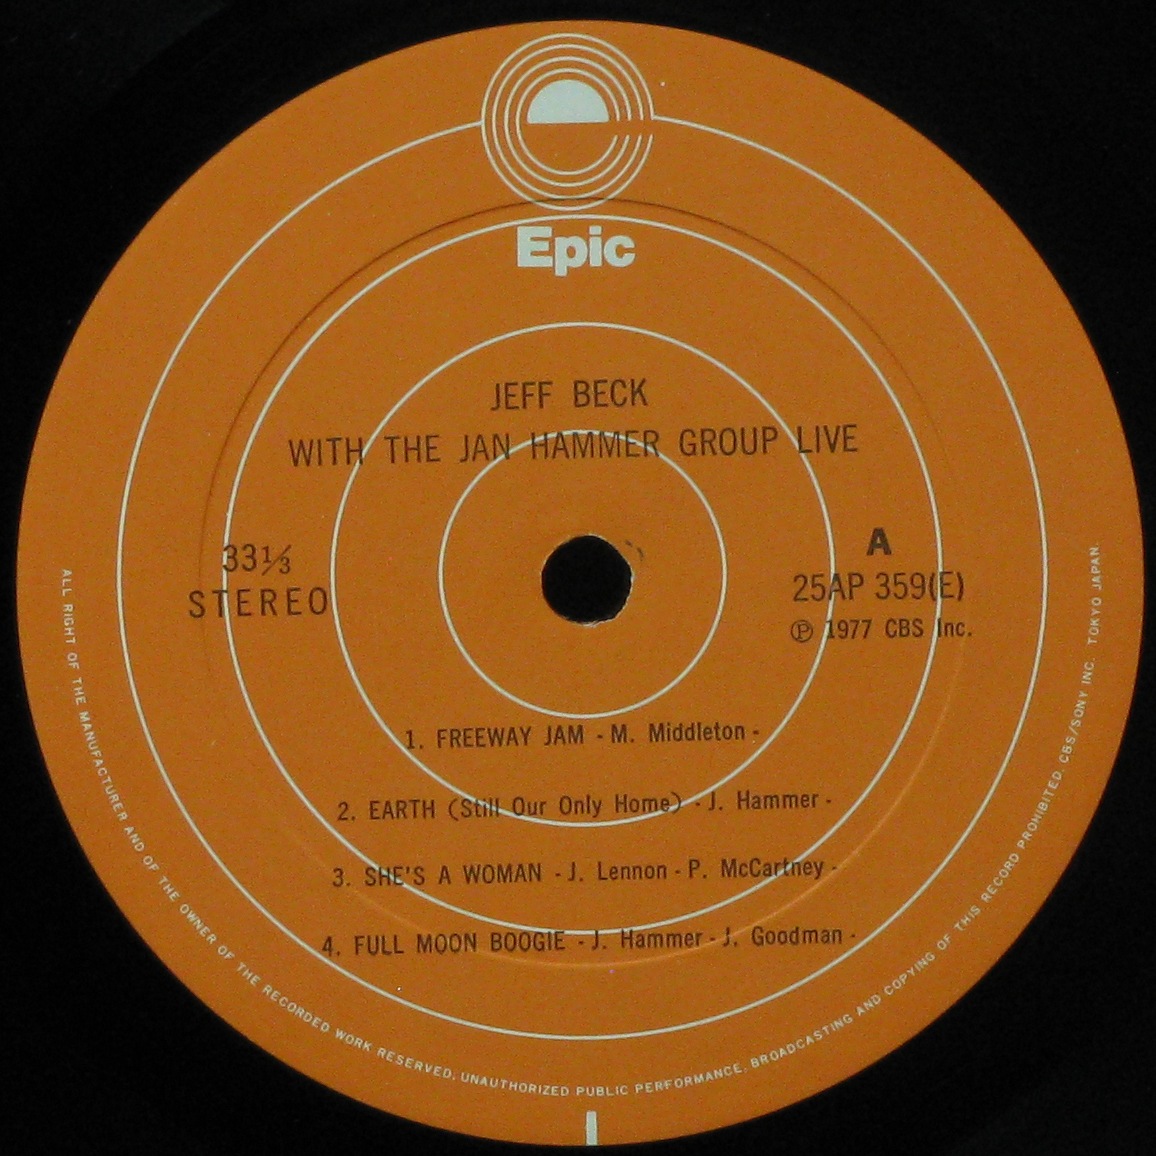 Epic
JEFF BECK
WITH THE JAN HAMMER GROUP LIVE
33⅓
STEREO
A
25AP 359(E)
℗ 1977 CBS Inc.
1. FREEWAY JAM - M. Middleton -
2. EARTH (Still Our Only Home) - J. Hammer -
3. SHE'S A WOMAN - J. Lennon - P. McCartney -
4. FULL MOON BOOGIE - J. Hammer - J. Goodman -
ALL RIGHT OF THE MANUFACTURER AND OF THE OWNER OF THE RECORDED WORK RESERVED. UNAUTHORIZED PUBLIC PERFORMANCE. BROADCASTING AND COPYING OF THIS RECORD PROHIBITED. CBS/SONY INC. TOKYO JAPAN.